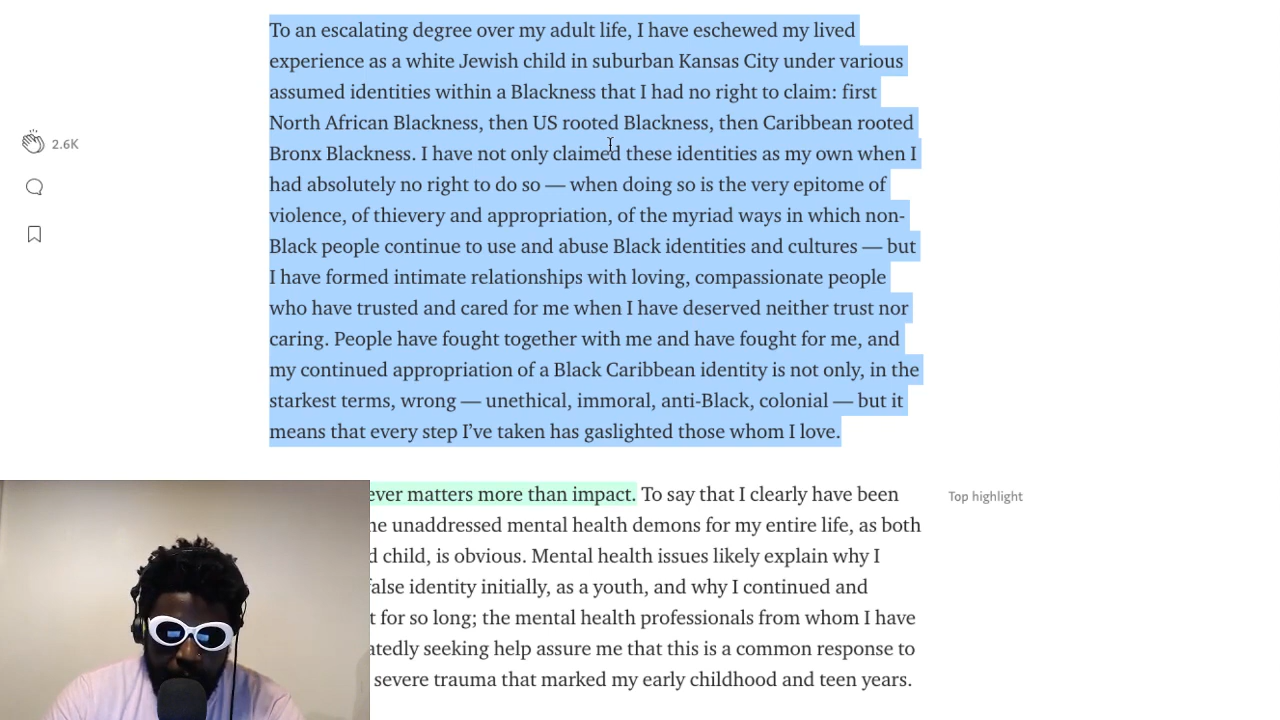 To an escalating degree over my adult life, I have eschewed my lived
experience as a white Jewish child in suburban Kansas City under various
assumed identities within a Blackness that I had no right to claim: first
North African Blackness, then US rooted Blackness, then Caribbean rooted
Bronx Blackness. I have not only claimed these identities as my own when I
had absolutely no right to do so — when doing so is the very epitome of
violence, of thievery and appropriation, of the myriad ways in which non-
Black people continue to use and abuse Black identities and cultures — but
I have formed intimate relationships with loving, compassionate people
who have trusted and cared for me when I have deserved neither trust nor
caring. People have fought together with me and have fought for me, and
my continued appropriation of a Black Caribbean identity is not only, in the
starkest terms, wrong — unethical, immoral, anti-Black, colonial — but it
means that every step I’ve taken has gaslighted those whom I love.
2.6K
ever matters more than impact. To say that I clearly have been
unaddressed mental health demons for my entire life, as both
child, is obvious. Mental health issues likely explain why I
false identity initially, as a youth, and why I continued and
for so long; the mental health professionals from whom I have
seeking help assure me that this is a common response to
severe trauma that marked my early childhood and teen years.
Top highlight